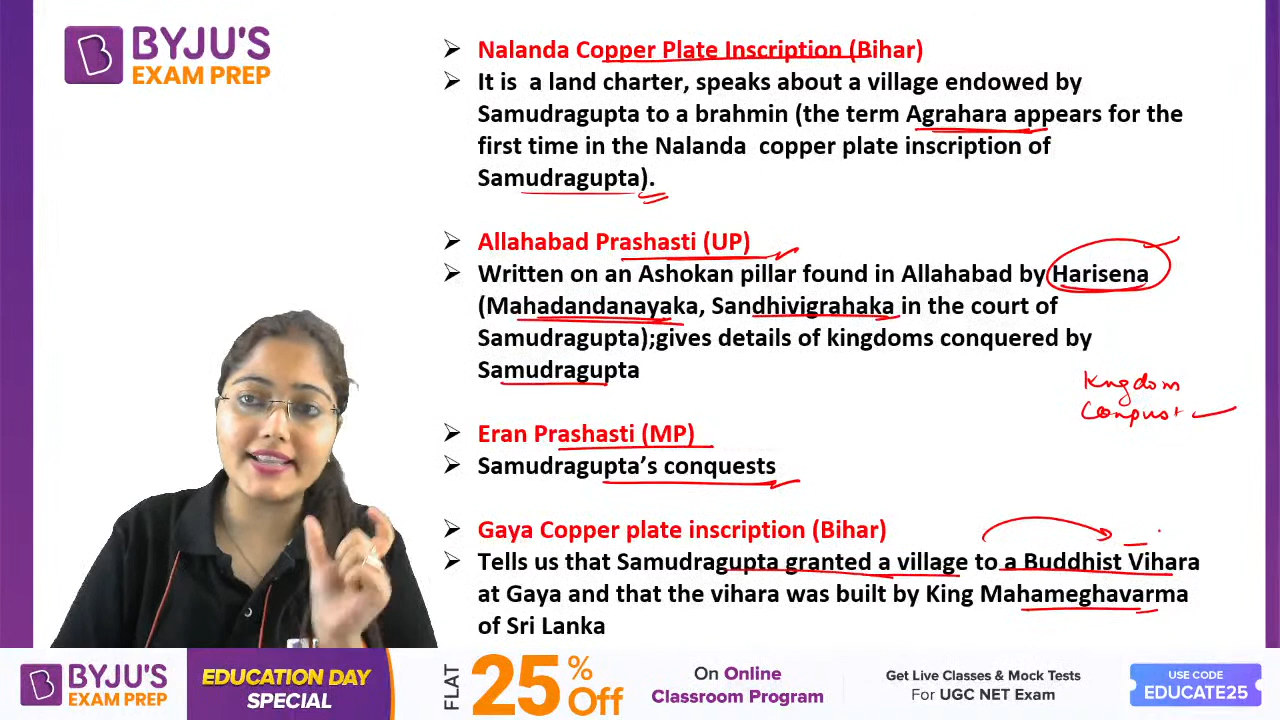 BYJU'S
EXAM PREP
Nalanda Copper Plate Inscription (Bihar)
It is a land charter, speaks about a village endowed by
Samudragupta to a brahmin (the term Agrahara appears for the
first time in the Nalanda copper plate inscription of
Samudragupta).
Allahabad Prashasti (UP)
Written on an Ashokan pillar found in Allahabad by Harisena
(Mahadandanayaka, Sandhivigrahaka in the court of
Samudragupta);gives details of kingdoms conquered by
Samudragupta
Kngdom
Eran Prashasti (MP)
Samudragupta's conquests
Gaya Copper plate inscription (Bihar)
Tells us that Samudragupta granted a village to a Buddhist Vihara
at Gaya and that the vihara was built by King Mahameghavarma
of Sri Lanka
BYJU'S
EXAM PREP
EDUCATION DAY
SPECIAL
FLAT
25% Off
On Online
Classroom Program
Get Live Classes & Mock Tests
For UGC NET Exam
USE CODE
EDUCATE25